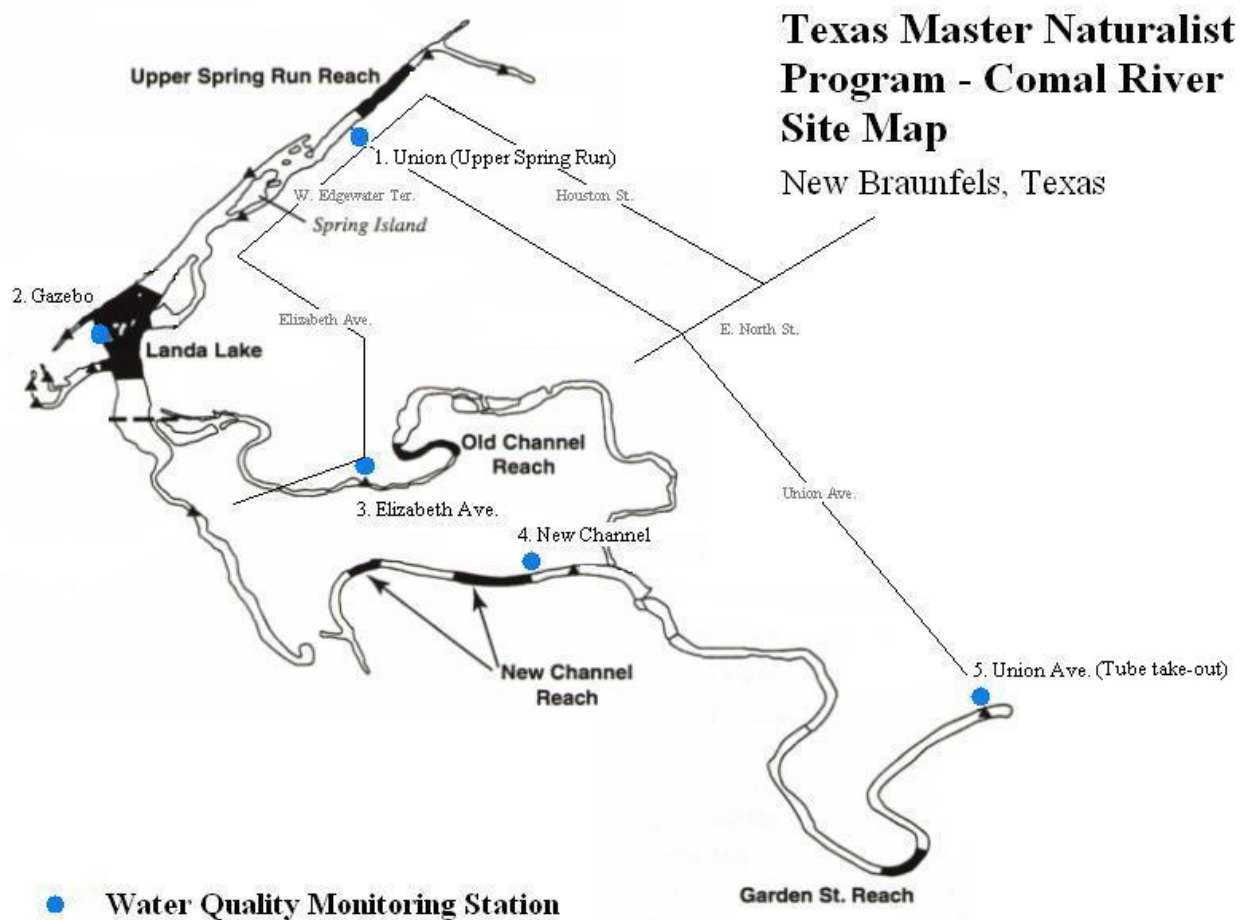 Texas Master Naturalist
Program - Comal River
Site Map
New Braunfels, Texas
Upper Spring Run Reach
1. Union (Upper Spring Run)
W. Edgewater Ter.
Houston St.
Spring Island
2. Gazebo
Elizabeth Ave.
E. North St.
Landa Lake
Old Channel
Reach
Union Ave.
3. Elizabeth Ave.
4. New Channel
New Channel
Reach
5. Union Ave. (Tube take-out)
Garden St. Reach
Water Quality Monitoring Station